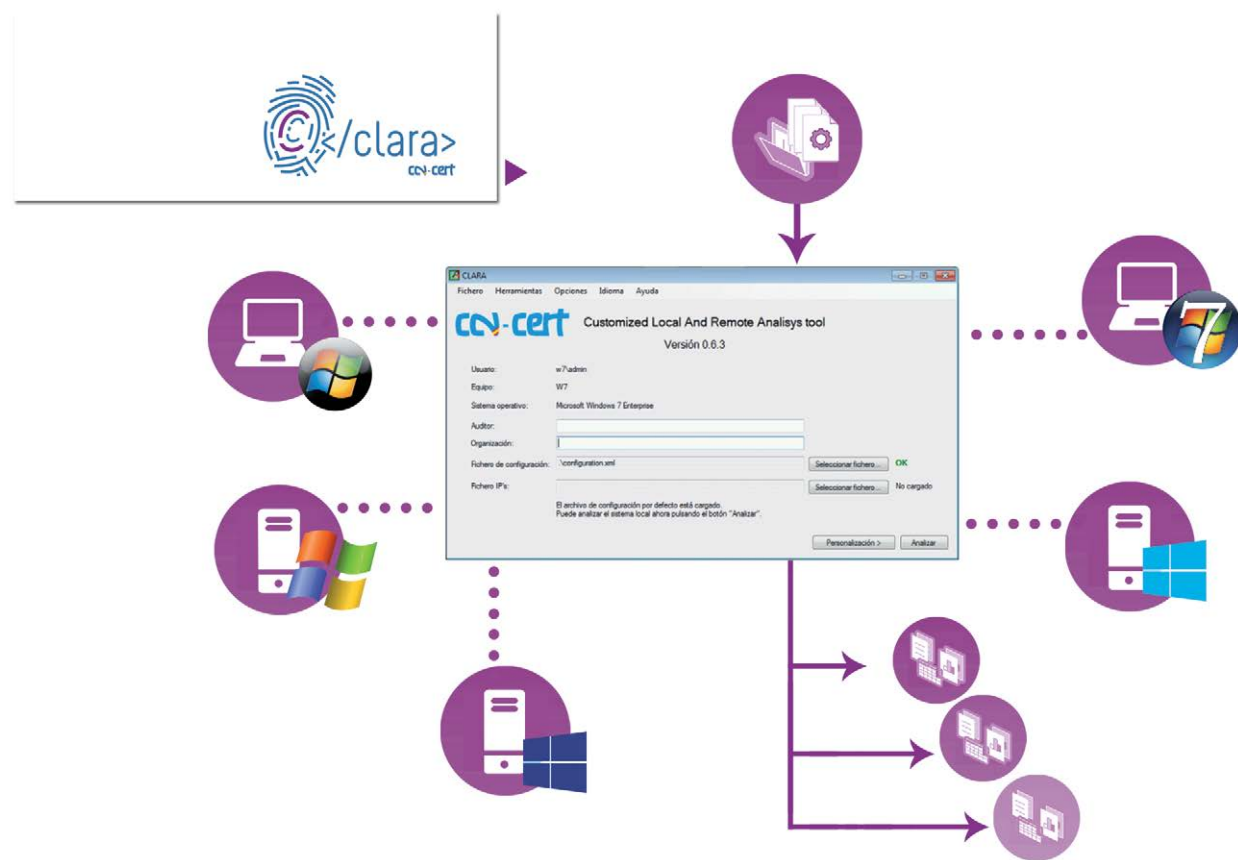 </clara>
ccn-cert
CLARA
Fichero Herramientas Opciones Idioma Ayuda
ccn-cert Customized Local And Remote Analisys tool
Versión 0.6.3
Usuario: w7\admin
Equipo: W7
Sistema operativo: Microsoft Windows 7 Enterprise
Auditor:
Organización:
Fichero de configuración: .\configuration.xml Seleccionar fichero... OK
Fichero IP's: Seleccionar fichero... No cargado
El archivo de configuración por defecto está cargado.
Puede analizar el sistema local ahora pulsando el botón "Analizar".
Personalización > Analizar
7